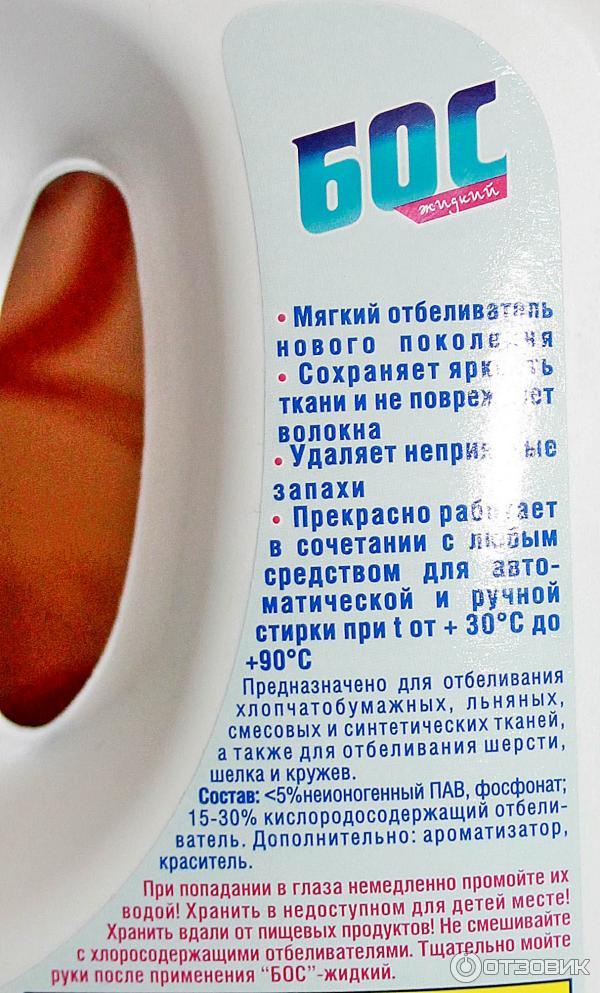 БОС
жидкий
• Мягкий отбеливатель
нового поколения
• Сохраняет яркость
ткани и не повреждает
волокна
• Удаляет неприятные
запахи
• Прекрасно работает
в сочетании с любым
средством для авто-
матической и ручной
стирки при t от + 30°С до
+90°С
Предназначено для отбеливания
хлопчатобумажных, льняных,
смесовых и синтетических тканей,
а также для отбеливания шерсти,
шелка и кружев.
Состав: <5%неионогенный ПАВ, фосфонат;
15-30% кислородосодержащий отбели-
ватель. Дополнительно: ароматизатор,
краситель.
При попадании в глаза немедленно промойте их
водой! Хранить в недоступном для детей месте!
Хранить вдали от пищевых продуктов! Не смешивайте
с хлоросодержащими отбеливателями. Тщательно мойте
руки после применения "БОС"-жидкий.
ОТЗОВИК